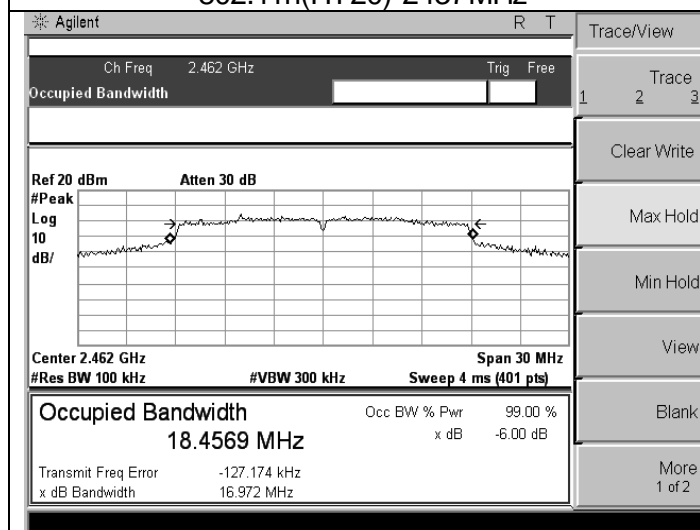 Agilent R T
Trace/View
Ch Freq 2.462 GHz Trig Free
Occupied Bandwidth
Trace
1 2 3
Clear Write
Ref 20 dBm Atten 30 dB
#Peak
Log
10
dB/
Max Hold
Min Hold
Center 2.462 GHz Span 30 MHz
#Res BW 100 kHz #VBW 300 kHz Sweep 4 ms (401 pts)
View
Occupied Bandwidth Occ BW % Pwr 99.00 %
18.4569 MHz x dB -6.00 dB
Blank
Transmit Freq Error -127.174 kHz
x dB Bandwidth 16.972 MHz
More
1 of 2